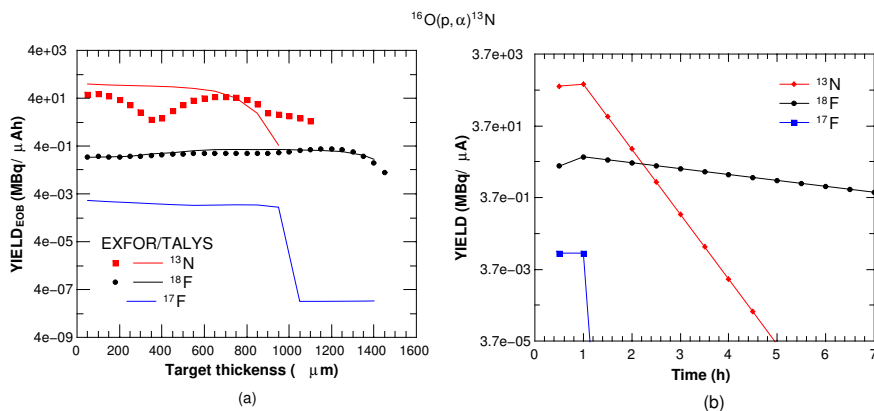 ¹⁶O(p,α)¹³N
4e+03
4e+01
4e−01
4e−03
4e−05
4e−07
4e−09
YIELD_EOB (MBq/ μAh)
EXFOR/TALYS
¹³N
¹⁸F
¹⁷F
0 200 400 600 800 1000 1200 1400 1600
Target thickenss ( μm)
(a)
3.7e+03
3.7e+01
3.7e−01
3.7e−03
3.7e−05
YIELD (MBq/ μA)
¹³N
¹⁸F
¹⁷F
0 1 2 3 4 5 6 7
Time (h)
(b)